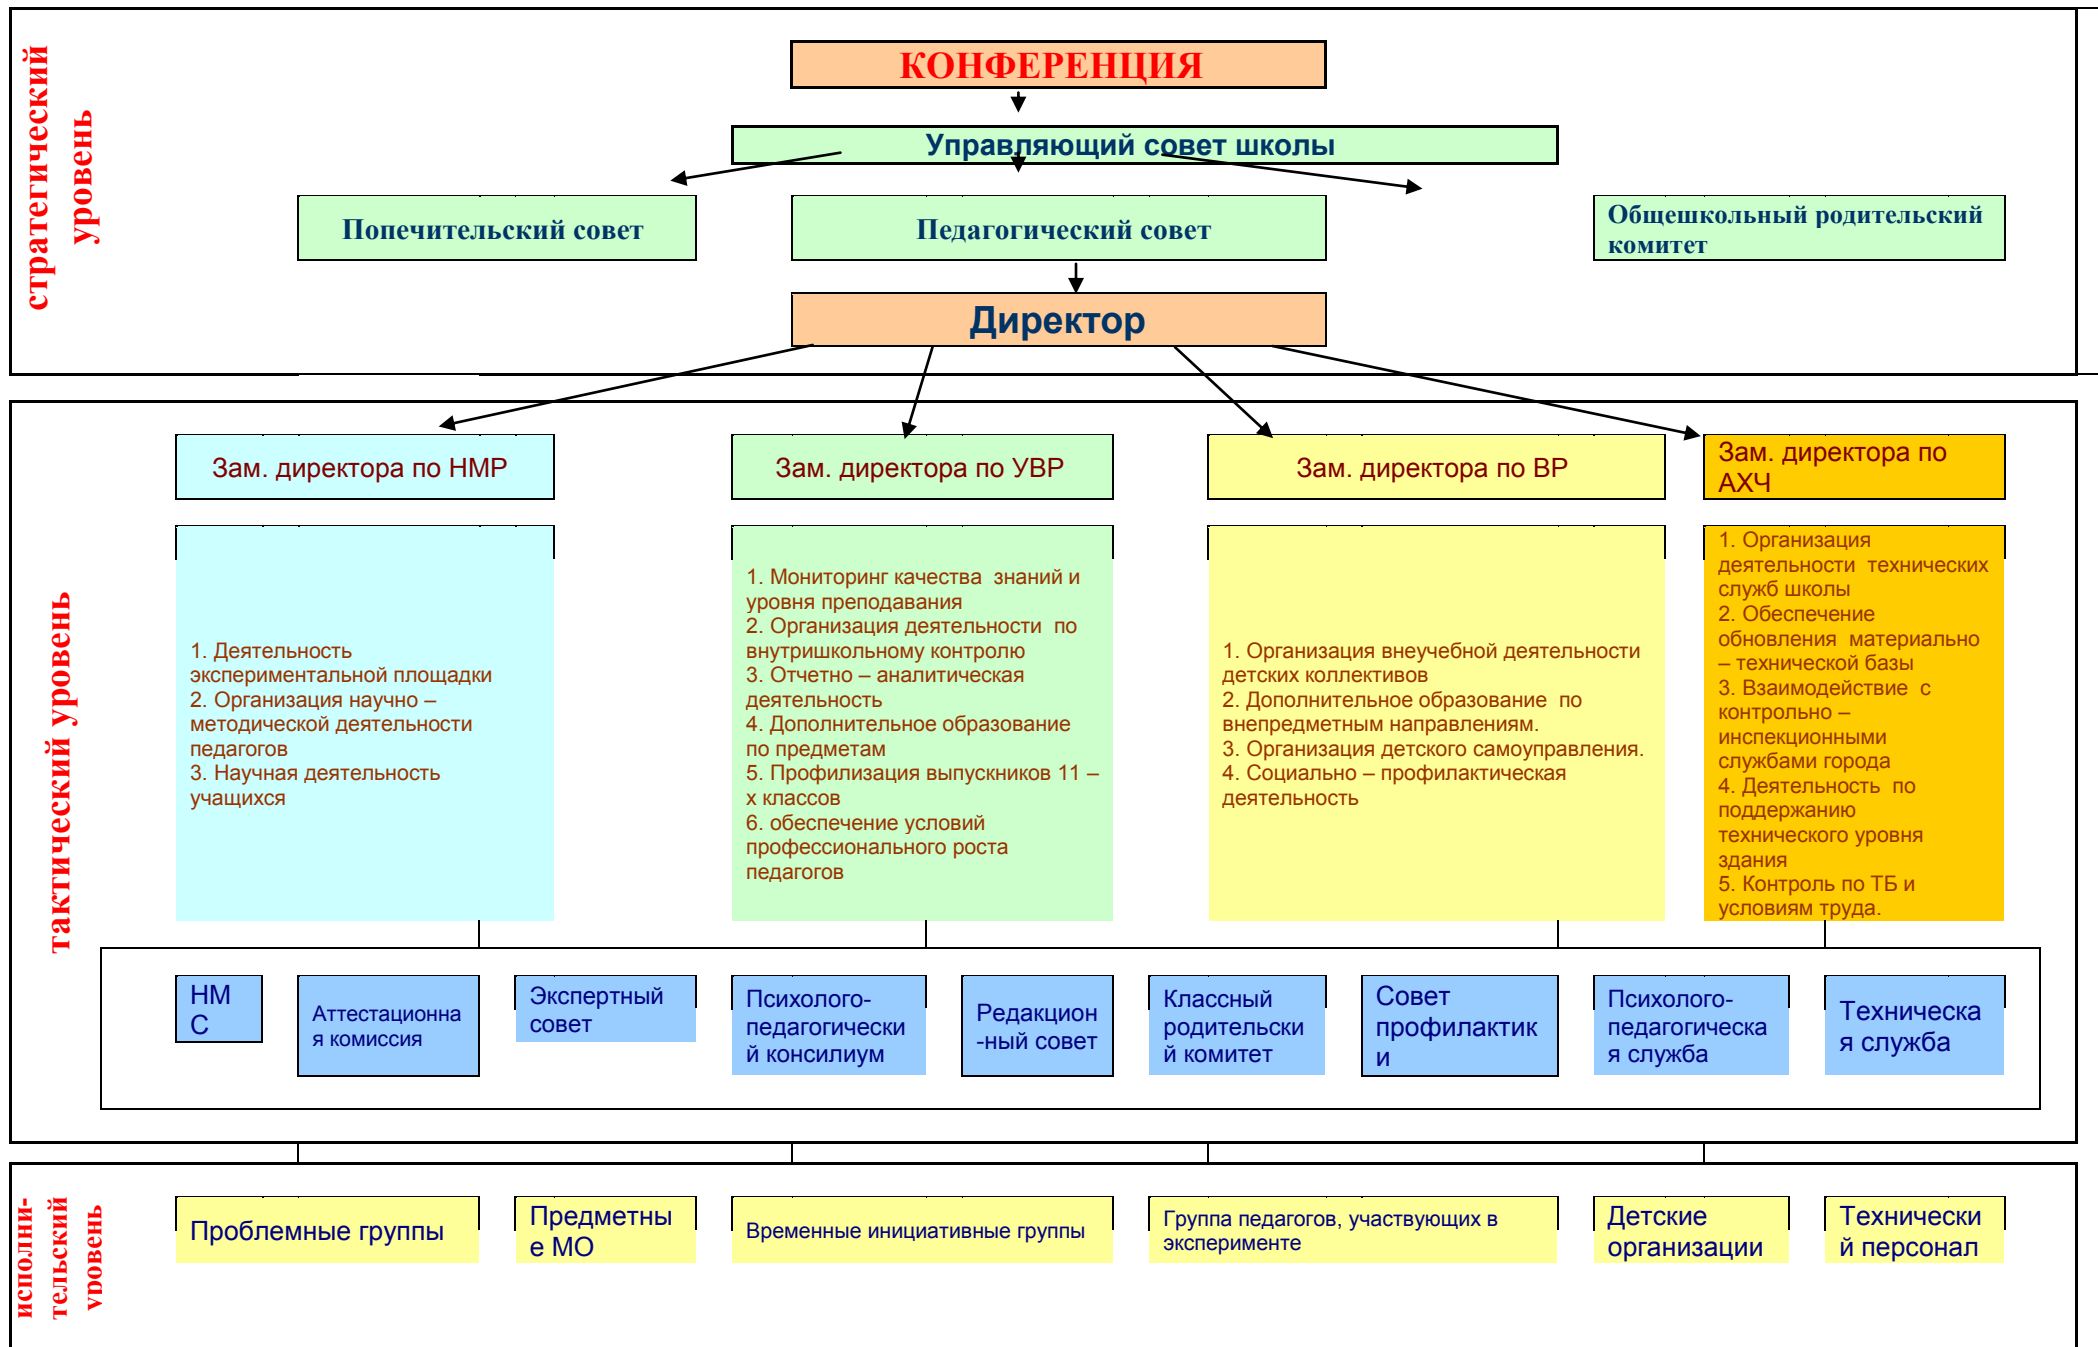 стратегический
уровень
КОНФЕРЕНЦИЯ
Управляющий совет школы
Попечительский совет
Педагогический совет
Общешкольный родительский
комитет
Директор
тактический уровень
Зам. директора по НМР
Зам. директора по УВР
Зам. директора по ВР
Зам. директора по
АХЧ
1. Деятельность
экспериментальной площадки
2. Организация научно –
методической деятельности
педагогов
3. Научная деятельность
учащихся
1. Мониторинг качества знаний и
уровня преподавания
2. Организация деятельности по
внутришкольному контролю
3. Отчетно – аналитическая
деятельность
4. Дополнительное образование
по предметам
5. Профилизация выпускников 11 –
х классов
6. обеспечение условий
профессионального роста
педагогов
1. Организация внеучебной деятельности
детских коллективов
2. Дополнительное образование по
внепредметным направлениям.
3. Организация детского самоуправления.
4. Социально – профилактическая
деятельность
1. Организация
деятельности технических
служб школы
2. Обеспечение
обновления материально
– технической базы
3. Взаимодействие с
контрольно –
инспекционными
службами города
4. Деятельность по
поддержанию
технического уровня
здания
5. Контроль по ТБ и
условиям труда.
НМ
С
Аттестационна
я комиссия
Экспертный
совет
Психолого-
педагогически
й консилиум
Редакцион
-ный совет
Классный
родительски
й комитет
Совет
профилактик
и
Психолого-
педагогическа
я служба
Техническа
я служба
исполни-
тельский
уровень
Проблемные группы
Предметны
е МО
Временные инициативные группы
Группа педагогов, участвующих в
эксперименте
Детские
организации
Технически
й персонал